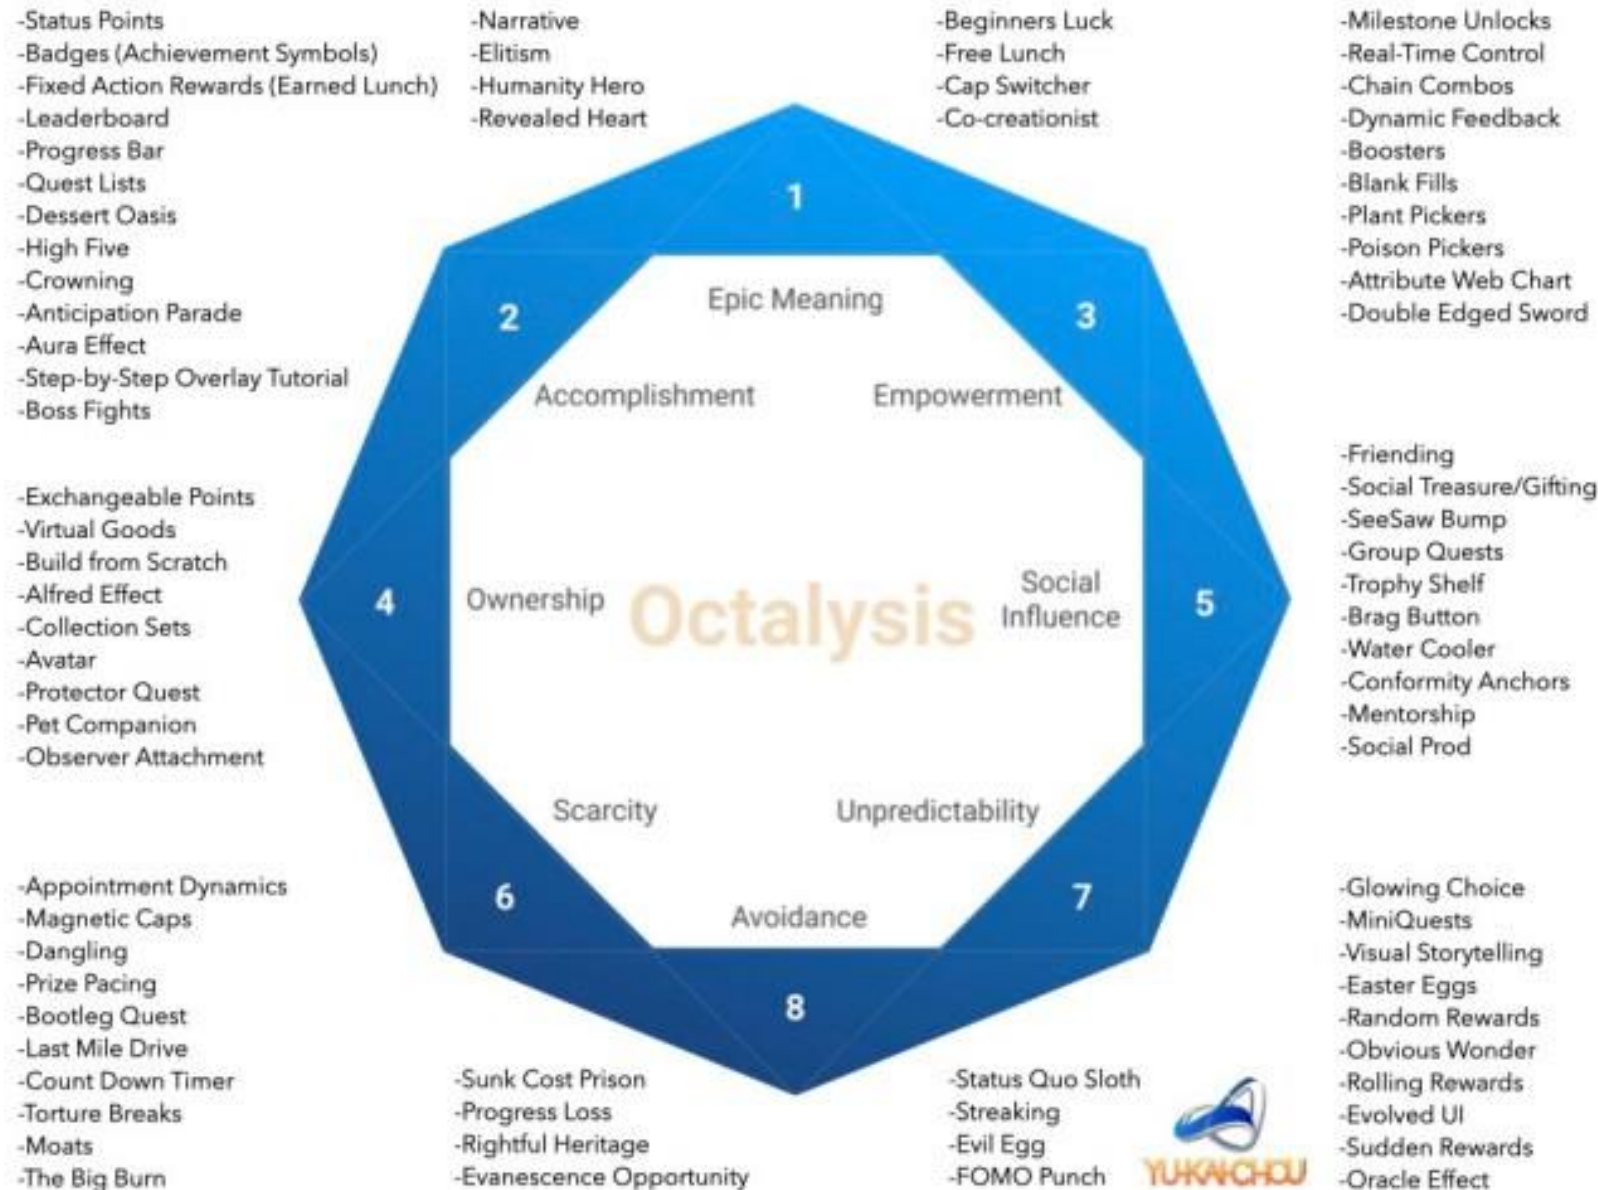 -Status Points
-Badges (Achievement Symbols)
-Fixed Action Rewards (Earned Lunch)
-Leaderboard
-Progress Bar
-Quest Lists
-Dessert Oasis
-High Five
-Crowning
-Anticipation Parade
-Aura Effect
-Step-by-Step Overlay Tutorial
-Boss Fights
-Narrative
-Elitism
-Humanity Hero
-Revealed Heart
-Beginners Luck
-Free Lunch
-Cap Switcher
-Co-creationist
-Milestone Unlocks
-Real-Time Control
-Chain Combos
-Dynamic Feedback
-Boosters
-Blank Fills
-Plant Pickers
-Poison Pickers
-Attribute Web Chart
-Double Edged Sword
1
Epic Meaning
2
Accomplishment
3
Empowerment
-Exchangeable Points
-Virtual Goods
-Build from Scratch
-Alfred Effect
-Collection Sets
-Avatar
-Protector Quest
-Pet Companion
-Observer Attachment
4
Ownership
Octalysis
Social
Influence
5
-Friending
-Social Treasure/Gifting
-SeeSaw Bump
-Group Quests
-Trophy Shelf
-Brag Button
-Water Cooler
-Conformity Anchors
-Mentorship
-Social Prod
Scarcity
6
Unpredictability
7
Avoidance
8
-Appointment Dynamics
-Magnetic Caps
-Dangling
-Prize Pacing
-Bootleg Quest
-Last Mile Drive
-Count Down Timer
-Torture Breaks
-Moats
-The Big Burn
-Sunk Cost Prison
-Progress Loss
-Rightful Heritage
-Evanescence Opportunity
-Status Quo Sloth
-Streaking
-Evil Egg
-FOMO Punch
YU-KAI CHOU
-Glowing Choice
-MiniQuests
-Visual Storytelling
-Easter Eggs
-Random Rewards
-Obvious Wonder
-Rolling Rewards
-Evolved UI
-Sudden Rewards
-Oracle Effect